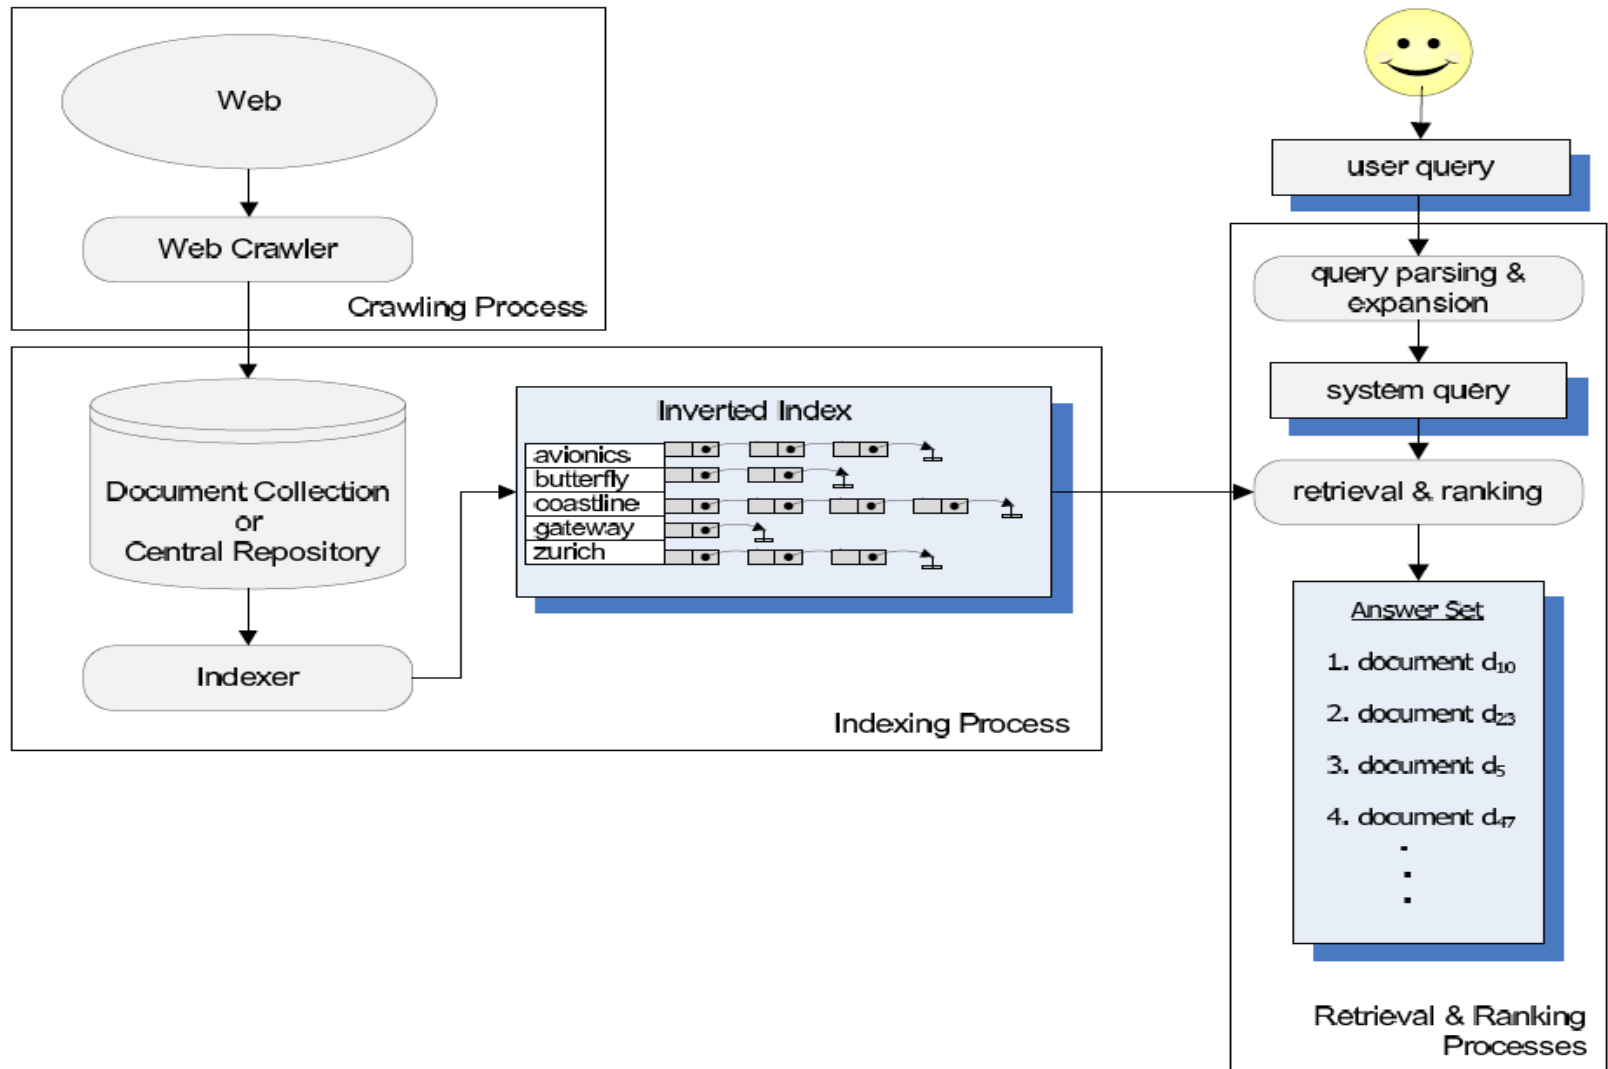 Web
Web Crawler
Crawling Process
Document Collection
or
Central Repository
Indexer
Inverted Index
avionics
butterfly
coastline
gateway
zurich
Indexing Process
user query
query parsing &
expansion
system query
retrieval & ranking
Answer Set
1. document d10
2. document d23
3. document d5
4. document d47
Retrieval & Ranking
Processes